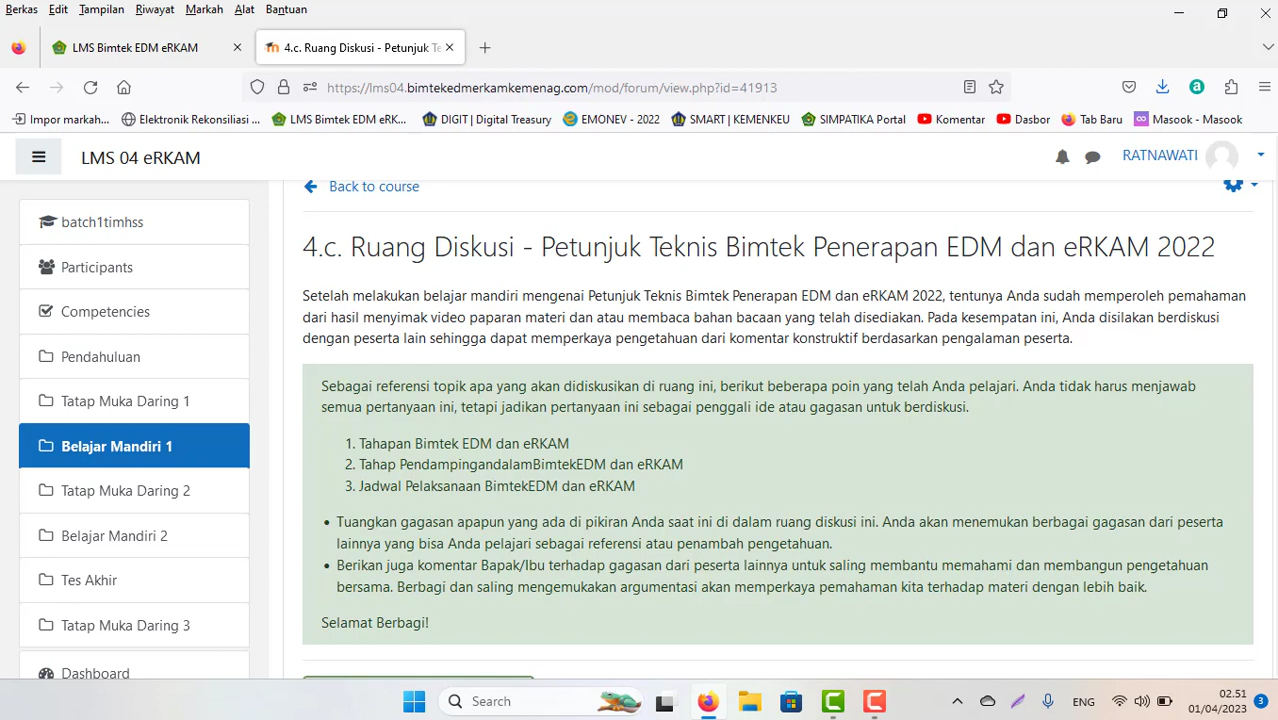 Berkas Edit Tampilan Riwayat Markah Alat Bantuan
LMS Bimtek EDM eRKAM
4.c. Ruang Diskusi - Petunjuk Te
https://lms04.bimtekedmerkamkemenag.com/mod/forum/view.php?id=41913
Impor markah... Elektronik Rekonsiliasi ... LMS Bimtek EDM eRK... DIGIT | Digital Treasury EMONEV - 2022 SMART | KEMENKEU SIMPATIKA Portal Komentar Dasbor Tab Baru Masook - Masook
LMS 04 eRKAM
RATNAWATI
batch1timhss
Participants
Competencies
Pendahuluan
Tatap Muka Daring 1
Belajar Mandiri 1
Tatap Muka Daring 2
Belajar Mandiri 2
Tes Akhir
Tatap Muka Daring 3
Dashboard
Back to course
4.c. Ruang Diskusi - Petunjuk Teknis Bimtek Penerapan EDM dan eRKAM 2022
Setelah melakukan belajar mandiri mengenai Petunjuk Teknis Bimtek Penerapan EDM dan eRKAM 2022, tentunya Anda sudah memperoleh pemahaman
dari hasil menyimak video paparan materi dan atau membaca bahan bacaan yang telah disediakan. Pada kesempatan ini, Anda disilakan berdiskusi
dengan peserta lain sehingga dapat memperkaya pengetahuan dari komentar konstruktif berdasarkan pengalaman peserta.
Sebagai referensi topik apa yang akan didiskusikan di ruang ini, berikut beberapa poin yang telah Anda pelajari. Anda tidak harus menjawab
semua pertanyaan ini, tetapi jadikan pertanyaan ini sebagai penggali ide atau gagasan untuk berdiskusi.
1. Tahapan Bimtek EDM dan eRKAM
2. Tahap PendampingandalamBimtekEDM dan eRKAM
3. Jadwal Pelaksanaan BimtekEDM dan eRKAM
• Tuangkan gagasan apapun yang ada di pikiran Anda saat ini di dalam ruang diskusi ini. Anda akan menemukan berbagai gagasan dari peserta
lainnya yang bisa Anda pelajari sebagai referensi atau penambah pengetahuan.
• Berikan juga komentar Bapak/Ibu terhadap gagasan dari peserta lainnya untuk saling membantu memahami dan membangun pengetahuan
bersama. Berbagi dan saling mengemukakan argumentasi akan memperkaya pemahaman kita terhadap materi dengan lebih baik.
Selamat Berbagi!
Search
ENG
02.51
01/04/2023
3